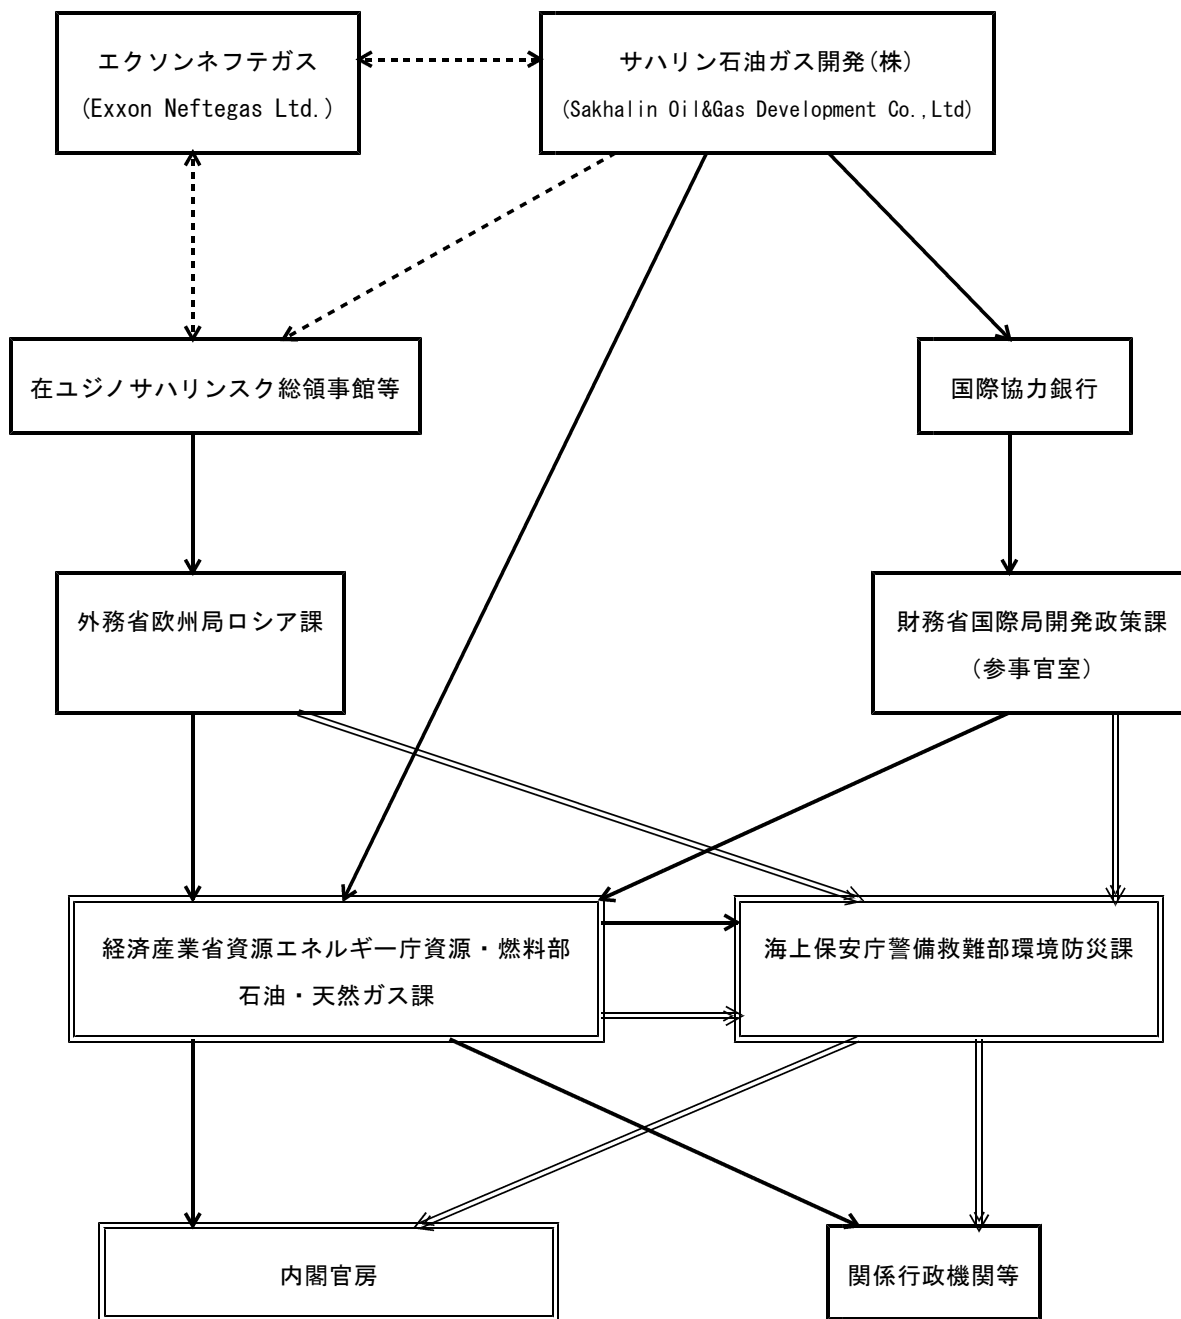 エクソンネフテガス
(Exxon Neftegas Ltd.)
サハリン石油ガス開発(株)
(Sakhalin Oil&Gas Development Co.,Ltd)
在ユジノサハリンスク総領事館等
国際協力銀行
外務省欧州局ロシア課
財務省国際局開発政策課
(参事官室)
経済産業省資源エネルギー庁資源・燃料部
石油・天然ガス課
海上保安庁警備救難部環境防災課
内閣官房
関係行政機関等